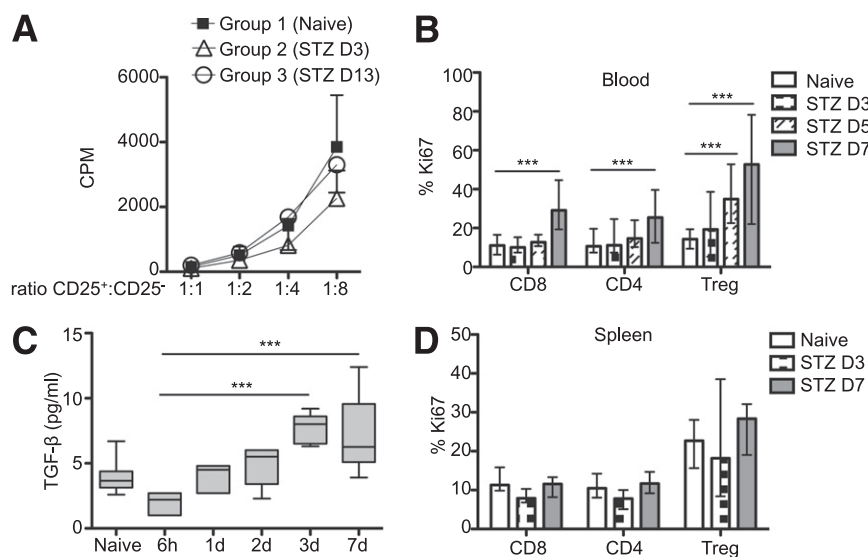 A
Group 1 (Naive)
Group 2 (STZ D3)
Group 3 (STZ D13)
6000
4000
2000
0
CPM
ratio CD25+:CD25- 1:1 1:2 1:4 1:8
B
Blood
Naive
STZ D3
STZ D5
STZ D7
100
80
60
40
20
0
% Ki67
***
***
***
***
CD8 CD4 Treg
C
15
10
5
0
TGF-β (pg/ml)
***
***
Naive 6h 1d 2d 3d 7d
D
Spleen
Naive
STZ D3
STZ D7
50
40
30
20
10
0
% Ki67
CD8 CD4 Treg